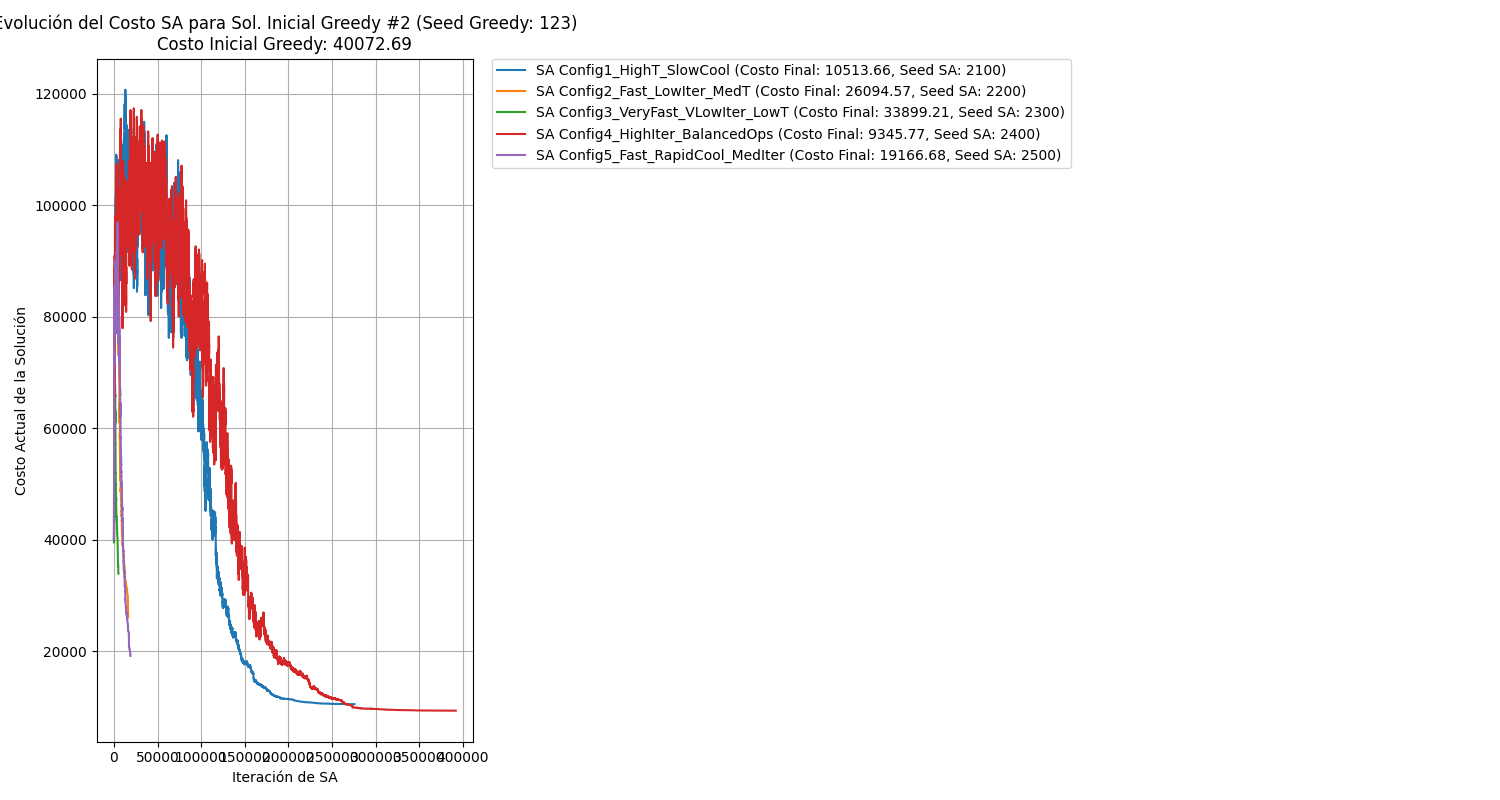 Evolución del Costo SA para Sol. Inicial Greedy #2 (Seed Greedy: 123)
Costo Inicial Greedy: 40072.69
SA Config1_HighT_SlowCool (Costo Final: 10513.66, Seed SA: 2100)
SA Config2_Fast_LowIter_MedT (Costo Final: 26094.57, Seed SA: 2200)
SA Config3_VeryFast_VLowIter_LowT (Costo Final: 33899.21, Seed SA: 2300)
SA Config4_HighIter_BalancedOps (Costo Final: 9345.77, Seed SA: 2400)
SA Config5_Fast_RapidCool_MedIter (Costo Final: 19166.68, Seed SA: 2500)
Costo Actual de la Solución
120000
100000
80000
60000
40000
20000
0 50000 100000 150000 200000 250000 300000 350000 400000
Iteración de SA